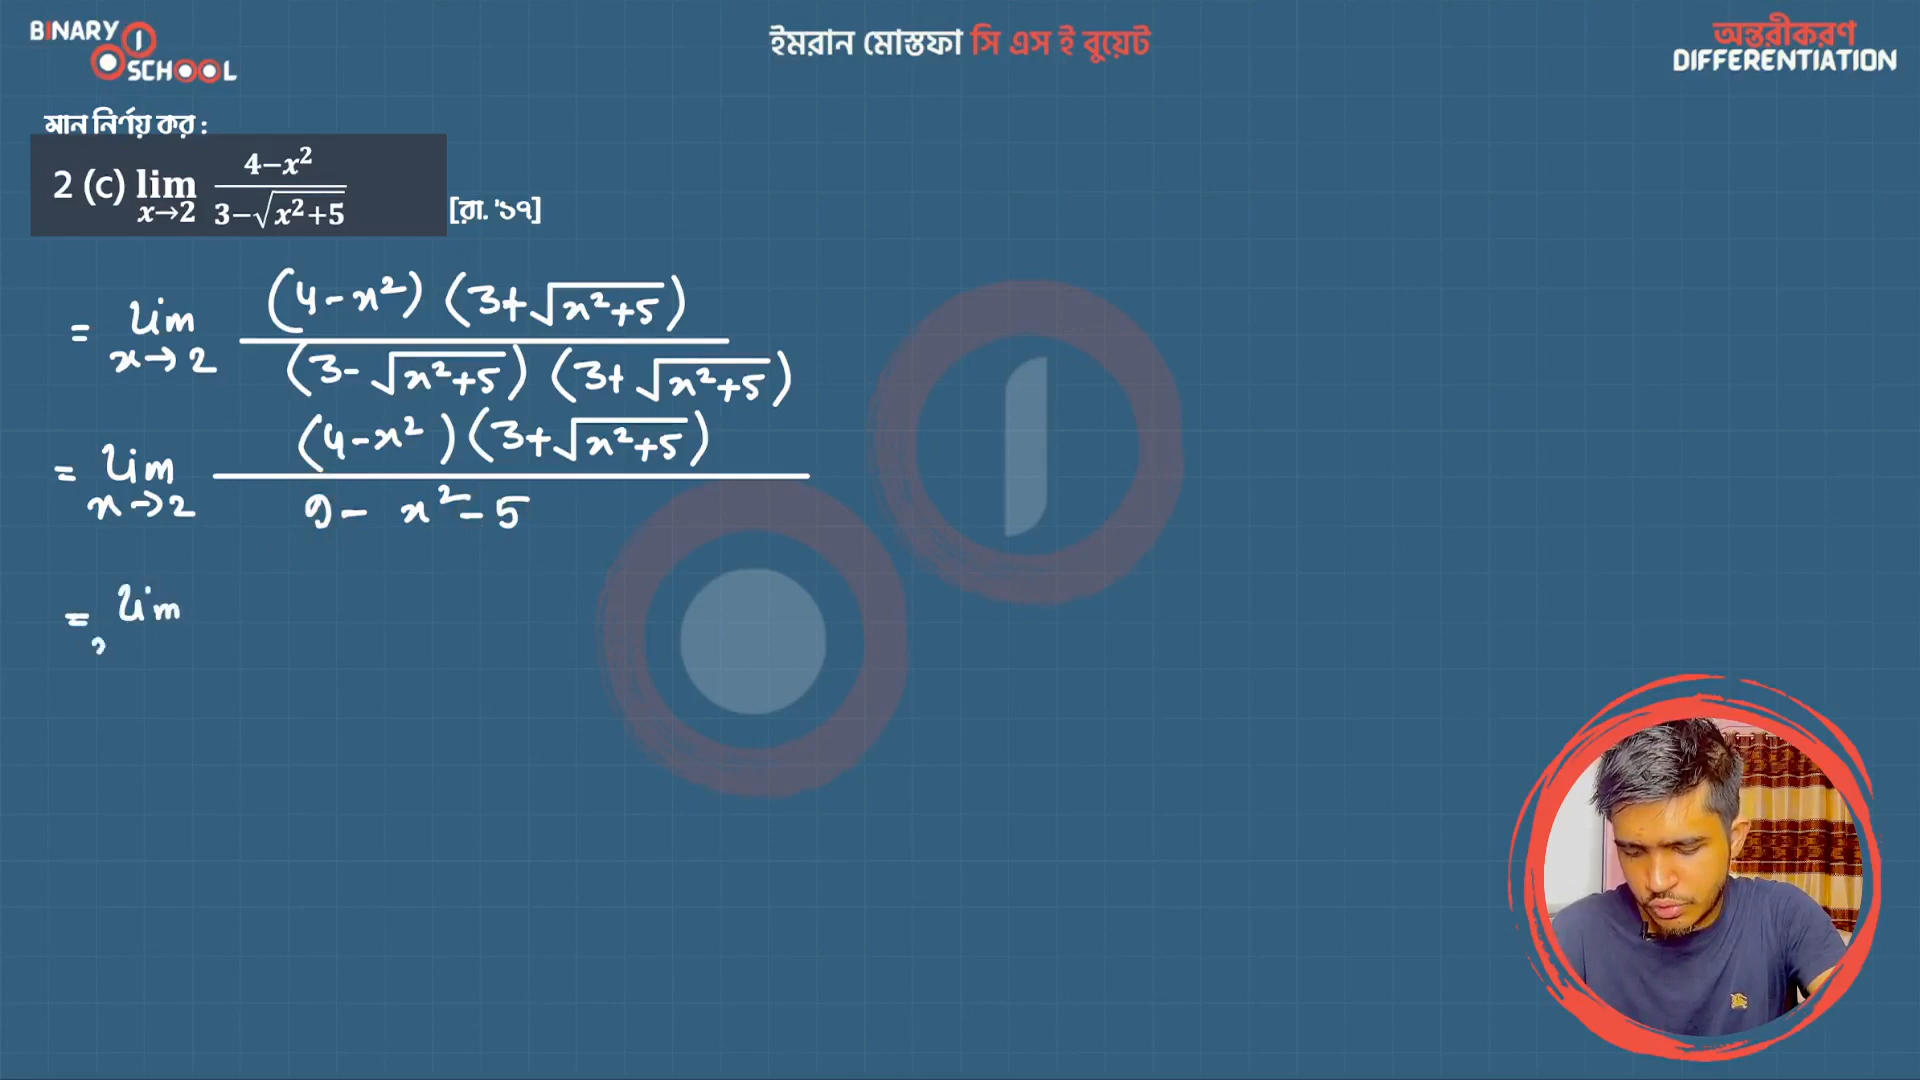 BINARY SCHOOL
ইমরান মোস্তফা সি এস ই বুয়েট
অন্তরীকরণ
DIFFERENTIATION
মান নির্ণয় কর :
2 (c) lim x→2 (4−x²)/(3−√(x²+5)) [রা. '১৭]
= lim x→2 ((4-x²) (3+√(x²+5)))/((3-√(x²+5)) (3+√(x²+5)))
= lim x→2 ((4-x²) (3+√(x²+5)))/(9 - x² - 5)
= lim